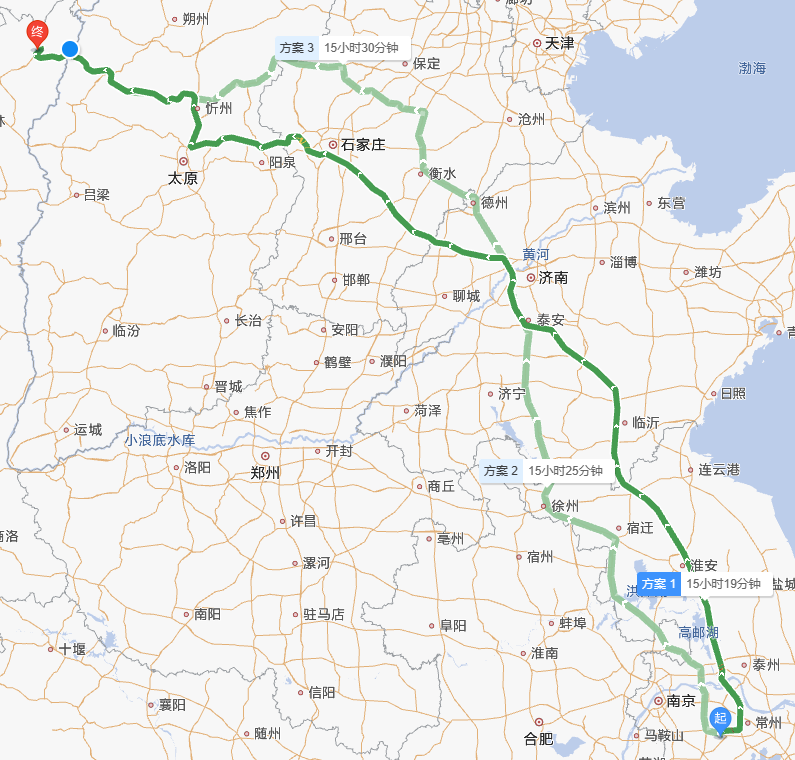 廊坊
终
朔州
方案 3 15小时30分钟
天津
保定
渤海
忻州
沧州
石家庄
阳泉
太原
衡水
吕梁
德州
滨州
东营
邢台
黄河
淄博
潍坊
济南
邯郸
聊城
泰安
长治
临汾
安阳
鹤壁
濮阳
晋城
济宁
日照
焦作
菏泽
临沂
运城
小浪底水库
开封
洛阳
郑州
方案 2 15小时25分钟
连云港
商丘
徐州
许昌
宿迁
商洛
亳州
宿州
漯河
淮安
方案 1 15小时19分钟
盐城
南阳
驻马店
阜阳
蚌埠
高邮湖
十堰
淮南
泰州
信阳
南京
襄阳
起
常州
随州
合肥
马鞍山
芜湖